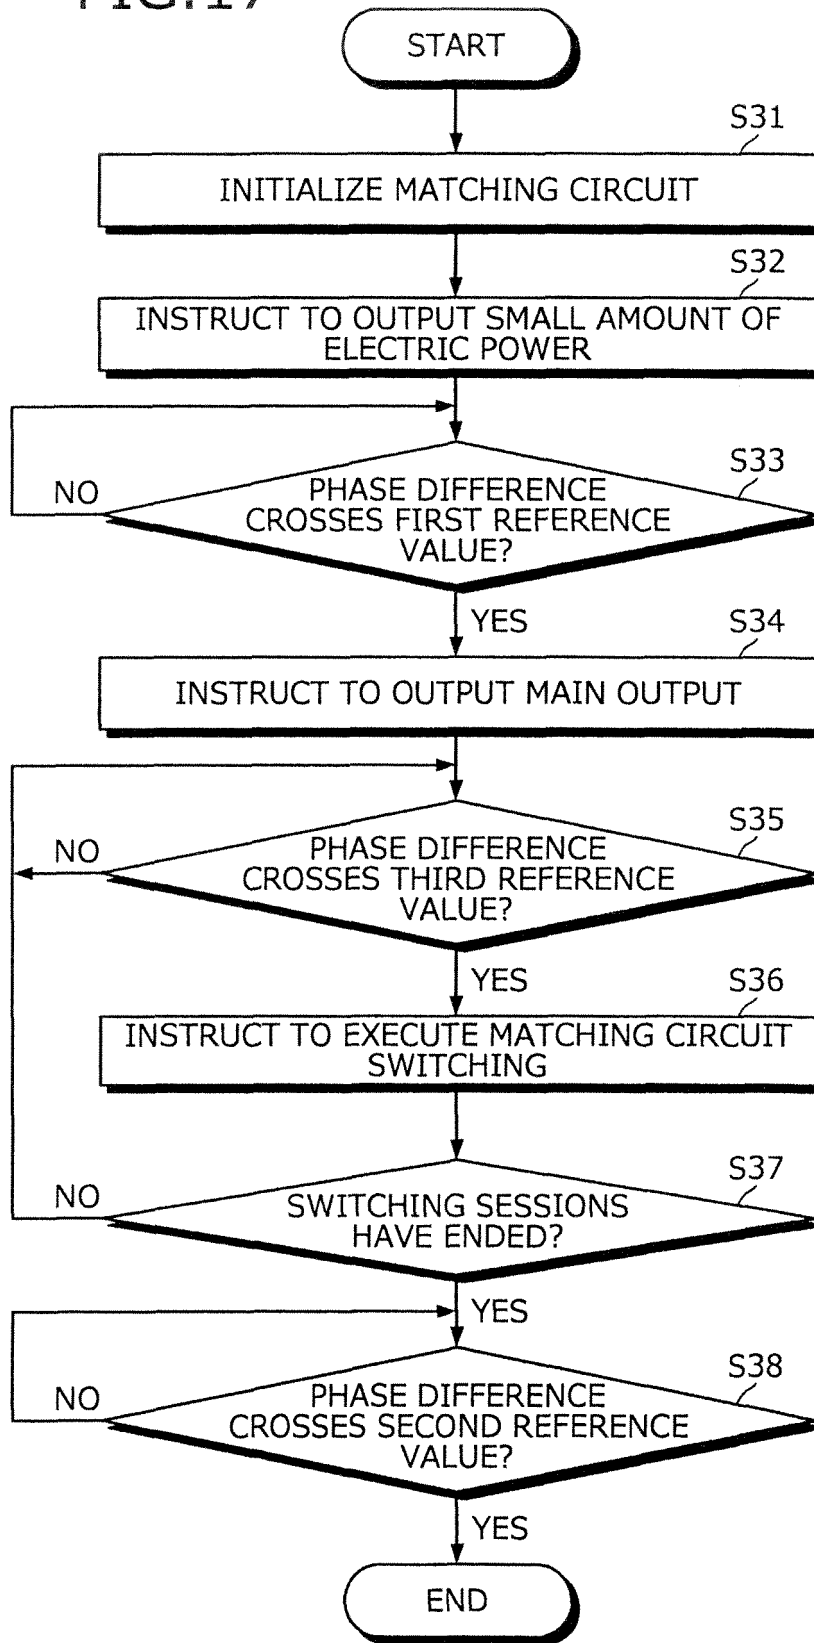 FIG.17
START
S31
INITIALIZE MATCHING CIRCUIT
S32
INSTRUCT TO OUTPUT SMALL AMOUNT OF
ELECTRIC POWER
S33
NO
PHASE DIFFERENCE
CROSSES FIRST REFERENCE
VALUE?
YES
S34
INSTRUCT TO OUTPUT MAIN OUTPUT
S35
NO
PHASE DIFFERENCE
CROSSES THIRD REFERENCE
VALUE?
YES
S36
INSTRUCT TO EXECUTE MATCHING CIRCUIT
SWITCHING
S37
NO
SWITCHING SESSIONS
HAVE ENDED?
YES
S38
NO
PHASE DIFFERENCE
CROSSES SECOND REFERENCE
VALUE?
YES
END